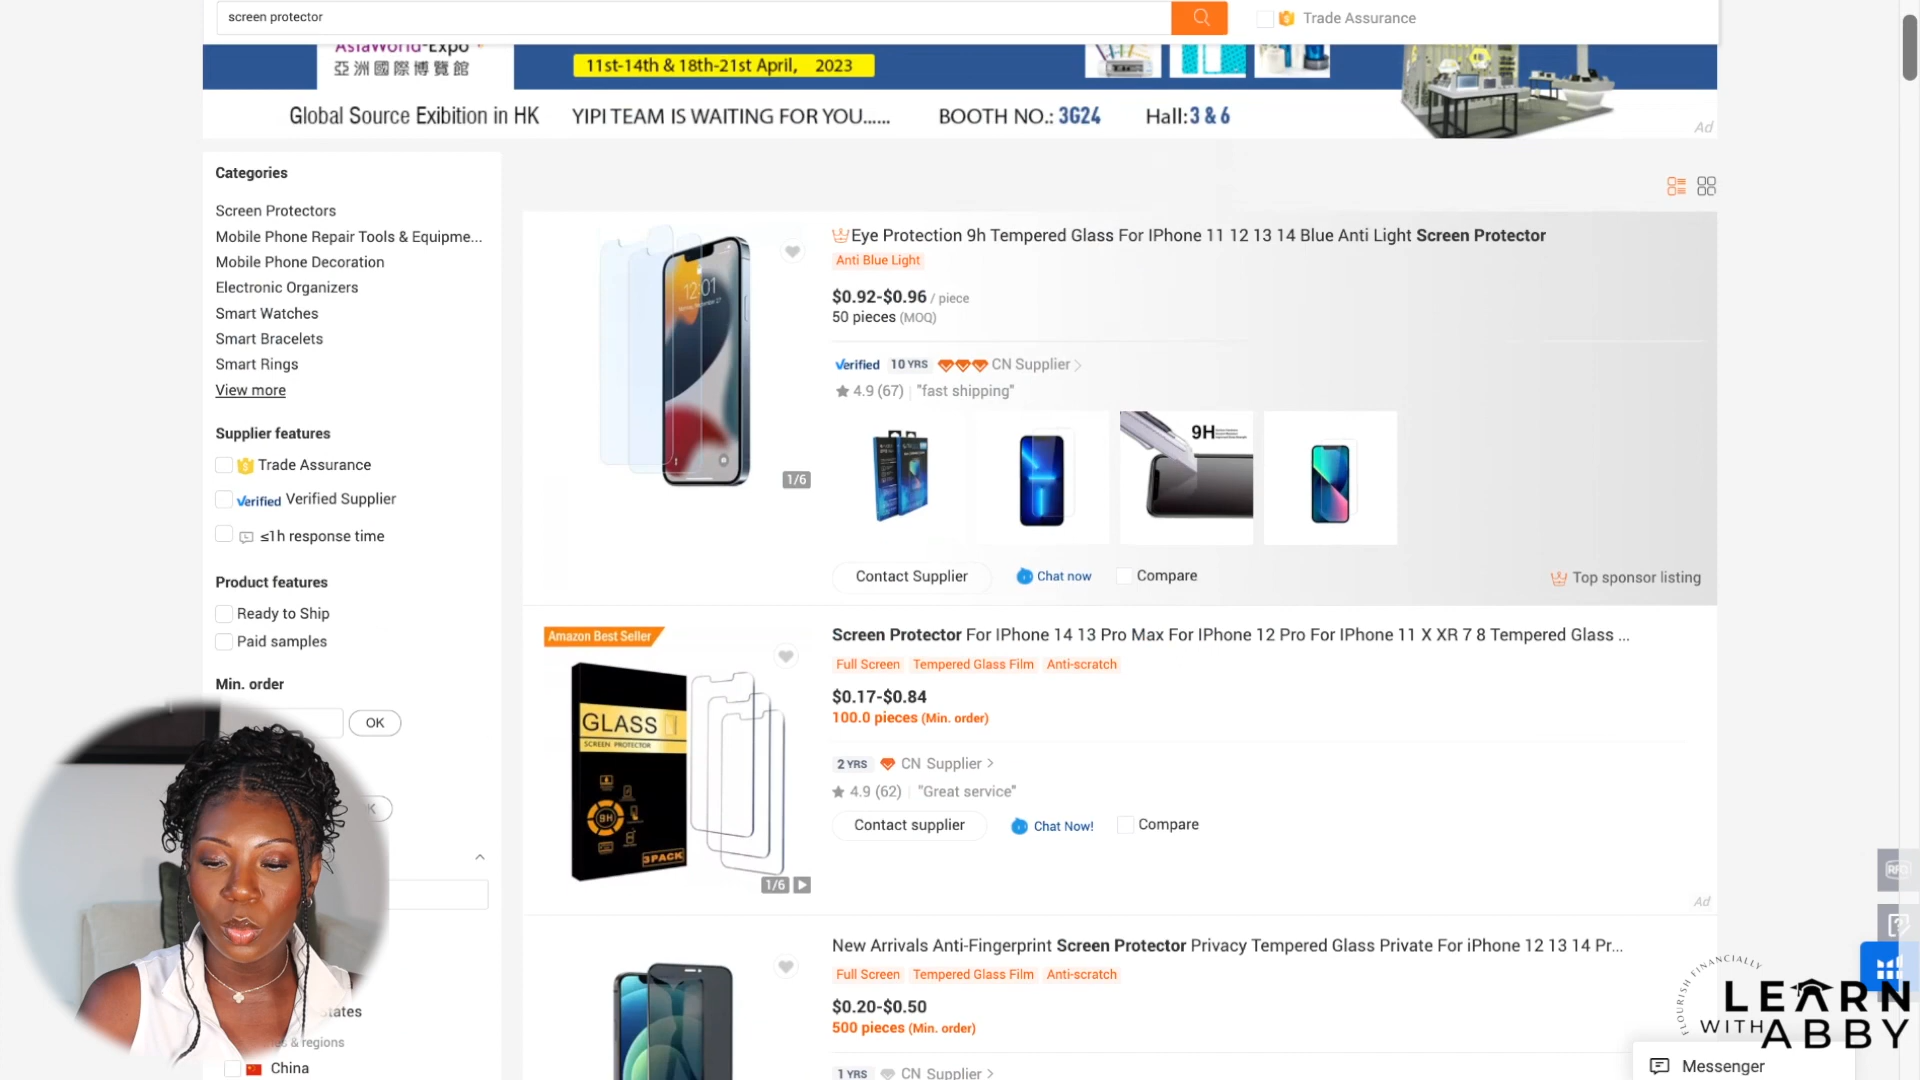 screen protector
Trade Assurance
AsiaWorld-Expo
亞洲國際博覽館
11st-14th & 18th-21st April, 2023
Global Source Exibition in HK YIPI TEAM IS WAITING FOR YOU...... BOOTH NO.: 3G24 Hall:3 & 6
Ad
Categories
Screen Protectors
Mobile Phone Repair Tools & Equipme...
Mobile Phone Decoration
Electronic Organizers
Smart Watches
Smart Bracelets
Smart Rings
View more
Supplier features
Trade Assurance
Verified Verified Supplier
≤1h response time
Product features
Ready to Ship
Paid samples
Min. order
OK
K
states
& regions
China
Eye Protection 9h Tempered Glass For IPhone 11 12 13 14 Blue Anti Light Screen Protector
Anti Blue Light
$0.92-$0.96 / piece
50 pieces (MOQ)
Verified 10 YRS CN Supplier >
4.9 (67) | "fast shipping"
12:01
9H
1/6
Contact Supplier Chat now Compare
Top sponsor listing
Amazon Best Seller
GLASS
SCREEN PROTECTOR
9H
3PACK
1/6
Screen Protector For IPhone 14 13 Pro Max For IPhone 12 Pro For IPhone 11 X XR 7 8 Tempered Glass ...
Full Screen Tempered Glass Film Anti-scratch
$0.17-$0.84
100.0 pieces (Min. order)
2 YRS CN Supplier >
4.9 (62) | "Great service"
Contact supplier Chat Now! Compare
Ad
New Arrivals Anti-Fingerprint Screen Protector Privacy Tempered Glass Private For iPhone 12 13 14 Pr...
Full Screen Tempered Glass Film Anti-scratch
$0.20-$0.50
500 pieces (Min. order)
1 YRS CN Supplier >
RFQ
FLOURISH FINANCIALLY
LEARN
WITH ABBY
Messenger